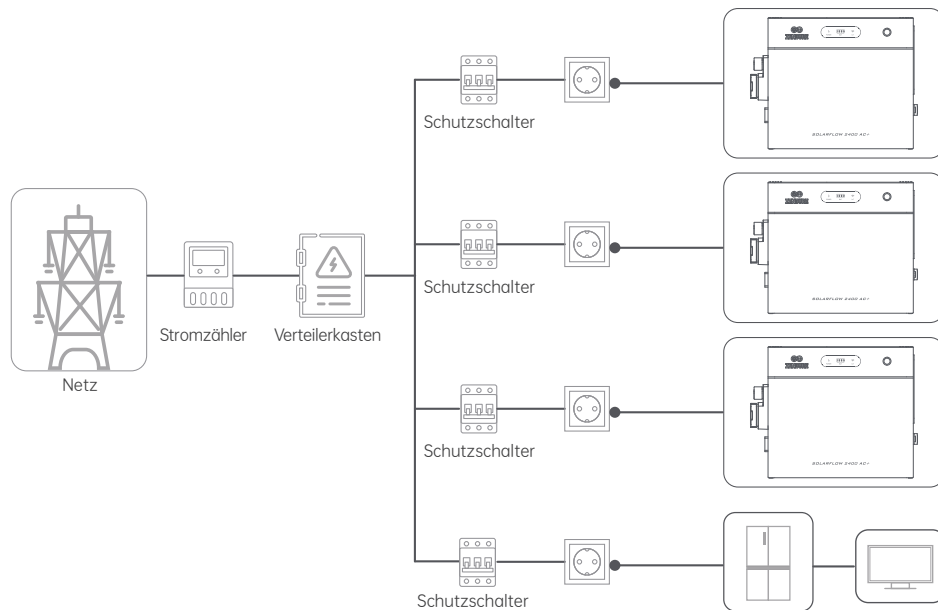 Schutzschalter
SOLARFLOW 2400 AC+
Schutzschalter
SOLARFLOW 2400 AC+
Netz
Stromzähler
Verteilerkasten
Schutzschalter
SOLARFLOW 2400 AC+
Schutzschalter